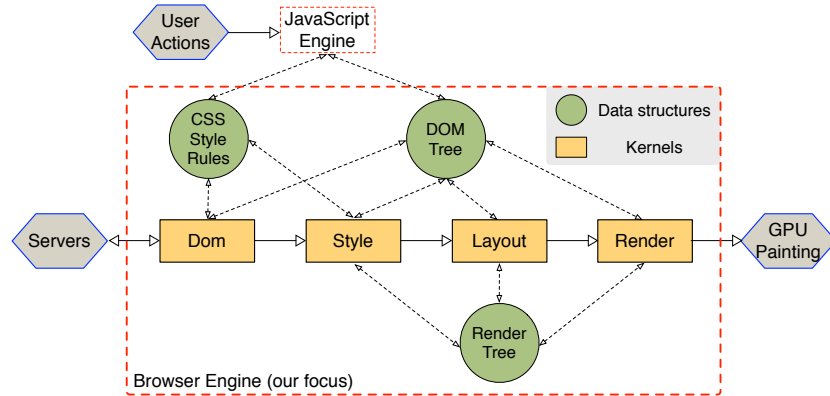 User
Actions
JavaScript
Engine
CSS
Style
Rules
DOM
Tree
Data structures
Kernels
Servers
Dom
Style
Layout
Render
GPU
Painting
Render
Tree
Browser Engine (our focus)